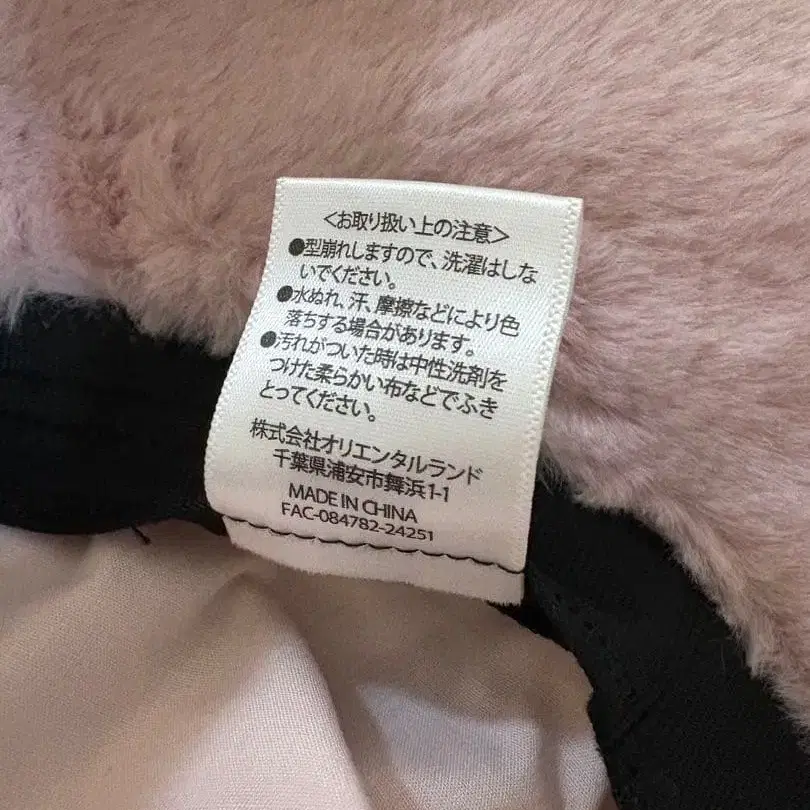 ＜お取り扱い上の注意＞
●型崩れしますので、洗濯はしな
いでください。
●水ぬれ、汗、摩擦などにより色
落ちする場合があります。
●汚れがついた時は中性洗剤を
つけた柔らかい布などでふき
とってください。
株式会社オリエンタルランド
千葉県浦安市舞浜1-1
MADE IN CHINA
FAC-084782-24251